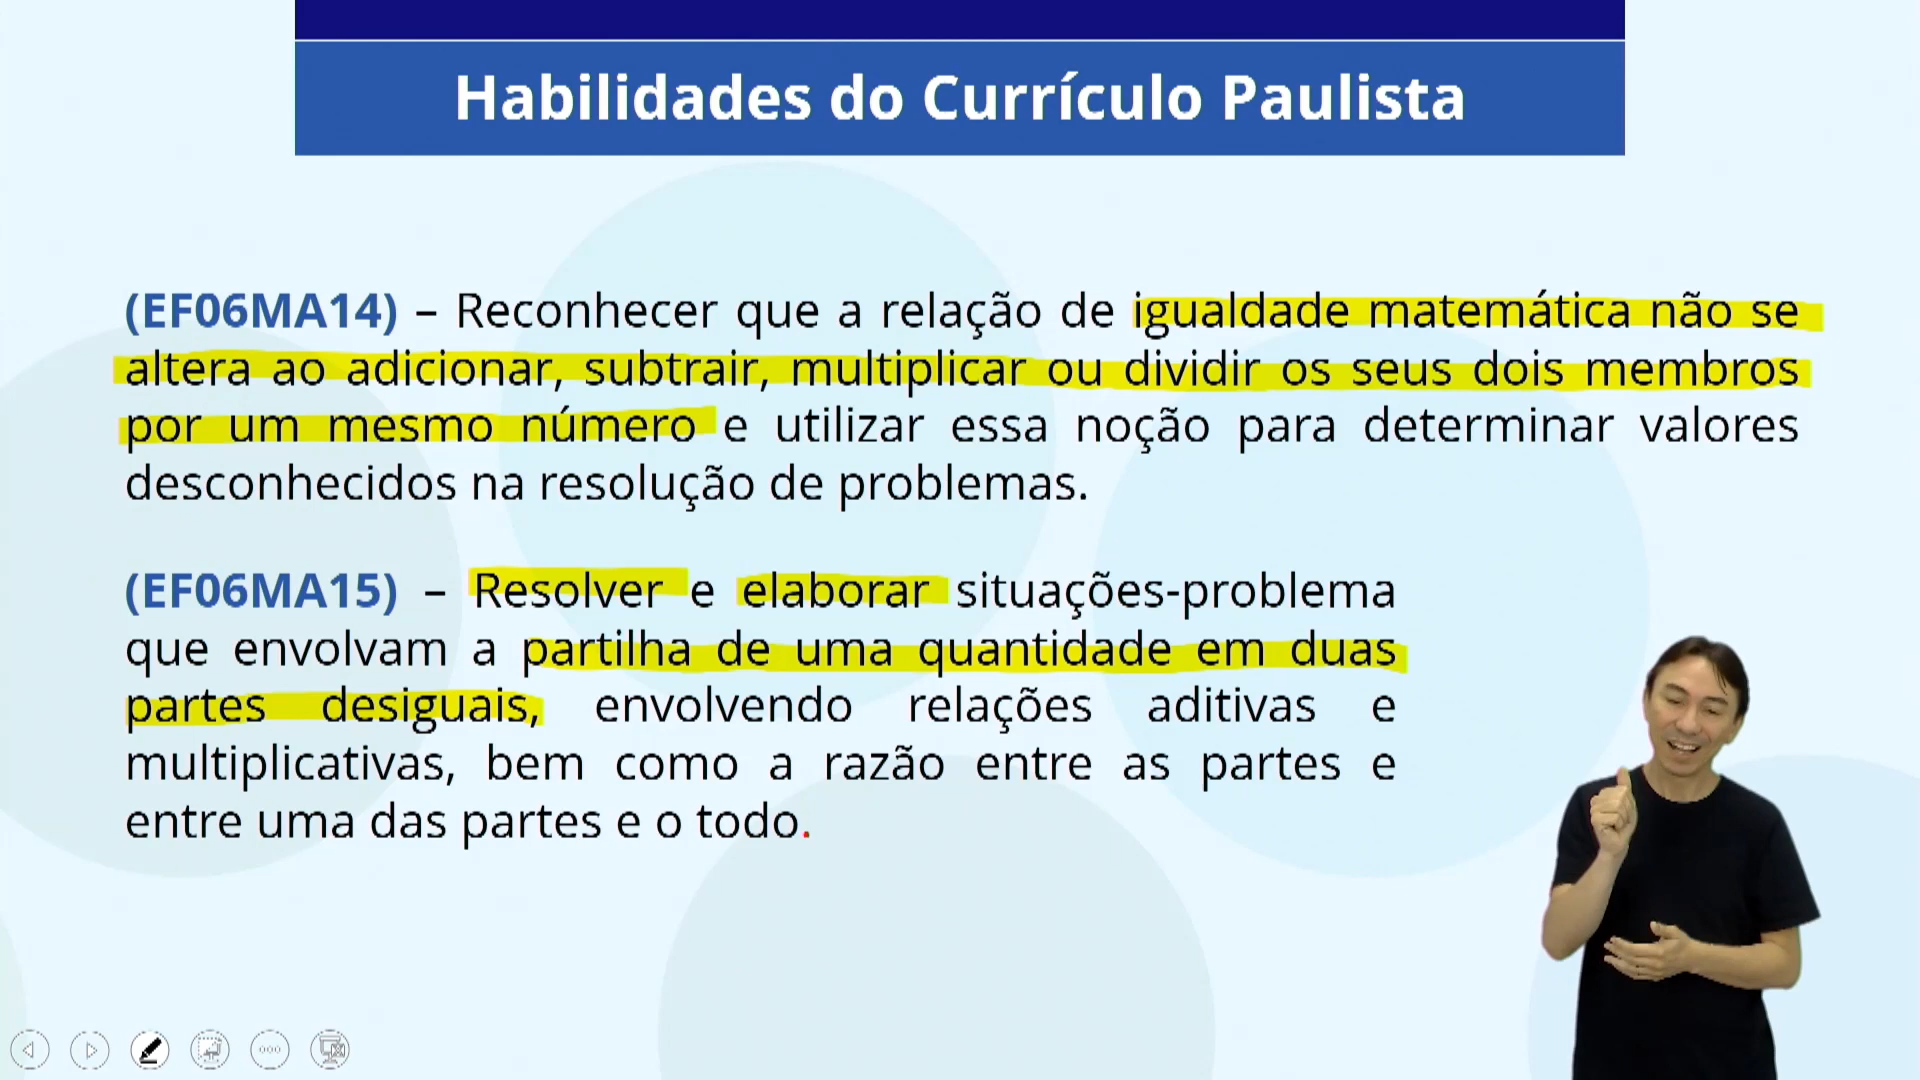 Habilidades do Currículo Paulista
(EF06MA14) – Reconhecer que a relação de igualdade matemática não se
altera ao adicionar, subtrair, multiplicar ou dividir os seus dois membros
por um mesmo número e utilizar essa noção para determinar valores
desconhecidos na resolução de problemas.
(EF06MA15) – Resolver e elaborar situações-problema
que envolvam a partilha de uma quantidade em duas
partes desiguais, envolvendo relações aditivas e
multiplicativas, bem como a razão entre as partes e
entre uma das partes e o todo.